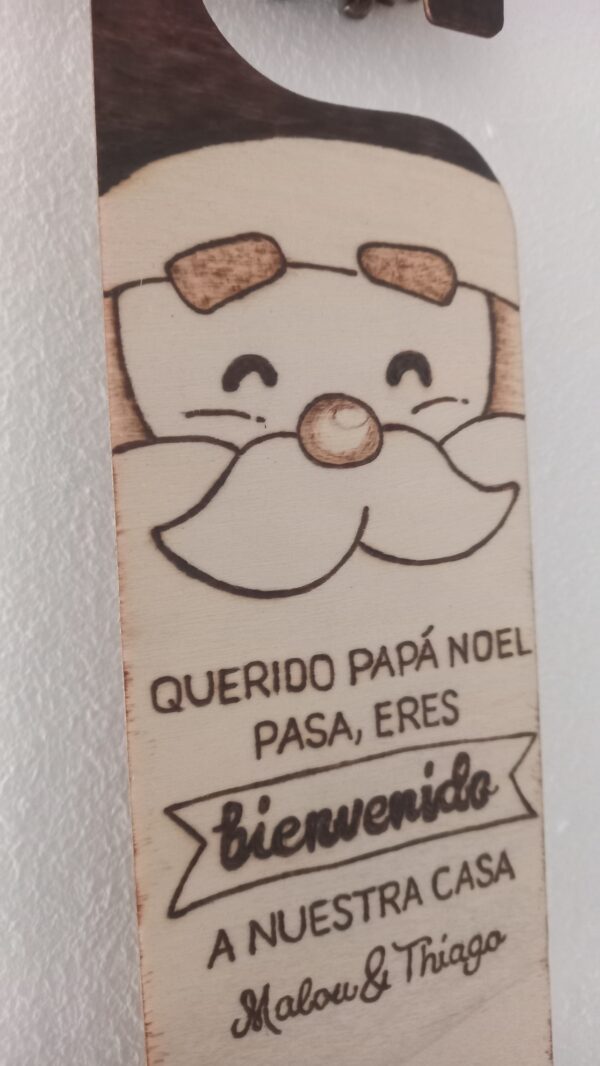 QUERIDO PAPÁ NOEL
PASA, ERES
bienvenido
A NUESTRA CASA
Malou & Thiago